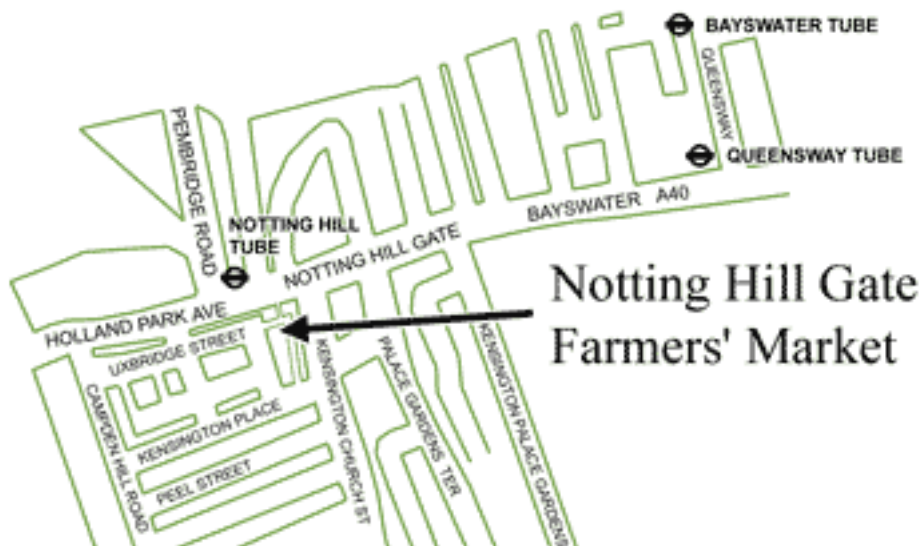 BAYSWATER TUBE
QUEENSWAY
QUEENSWAY TUBE
PEMBRIDGE ROAD
BAYSWATER A40
NOTTING HILL
TUBE
NOTTING HILL GATE
Notting Hill Gate
Farmers' Market
HOLLAND PARK AVE
UXBRIDGE STREET
KENSINGTON PLACE
PEEL STREET
CAMPDEN HILL ROAD
KENSINGTON CHURCH ST
PALACE GARDENS TER
KENSINGTON PALACE GARDENS